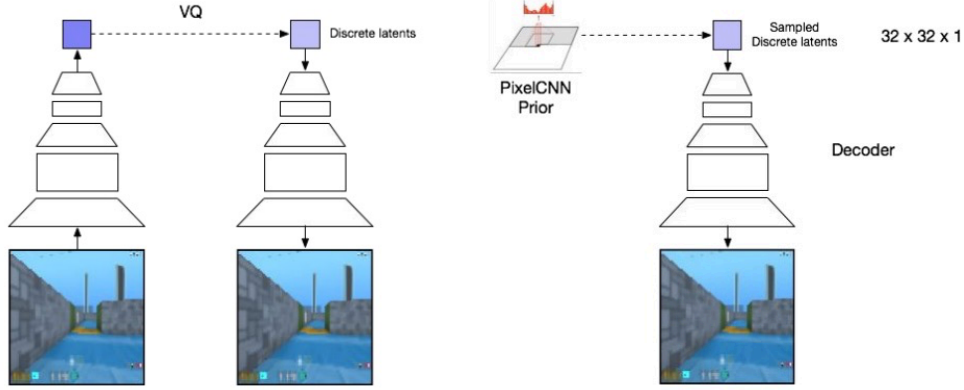 VQ
Discrete latents
PixelCNN
Prior
Sampled
Discrete latents
32 x 32 x 1
Decoder